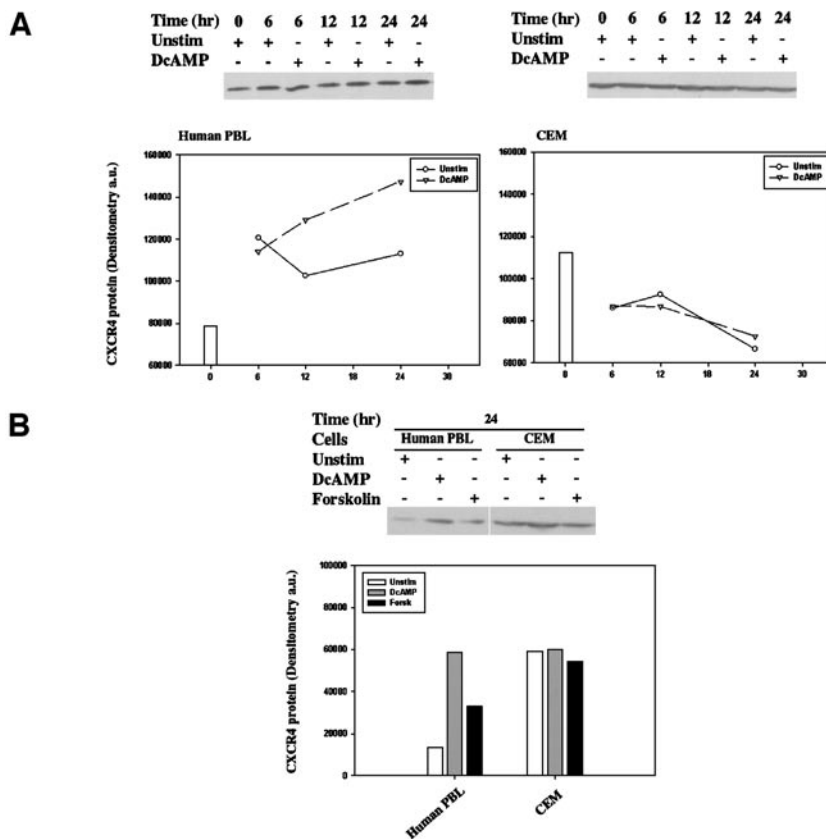 A
Time (hr) 0 6 6 12 12 24 24
Unstim + + - + - + -
DcAMP - - + - + - +
Time (hr) 0 6 6 12 12 24 24
Unstim + + - + - + -
DcAMP - - + - + - +
Human PBL
CXCR4 protein (Densitometry a.u.)
160000
140000
120000
100000
80000
60000
Unstim
DcAMP
0 6 12 18 24 30
CEM
160000
140000
120000
100000
80000
60000
Unstim
DcAMP
0 6 12 18 24 30
B
Time (hr) 24
Cells Human PBL CEM
Unstim + - - + - -
DcAMP - + - - + -
Forskolin - - + - - +
CXCR4 protein (Densitometry a.u.)
100000
80000
60000
40000
20000
0
Unstim
DcAMP
Forsk
Human PBL
CEM